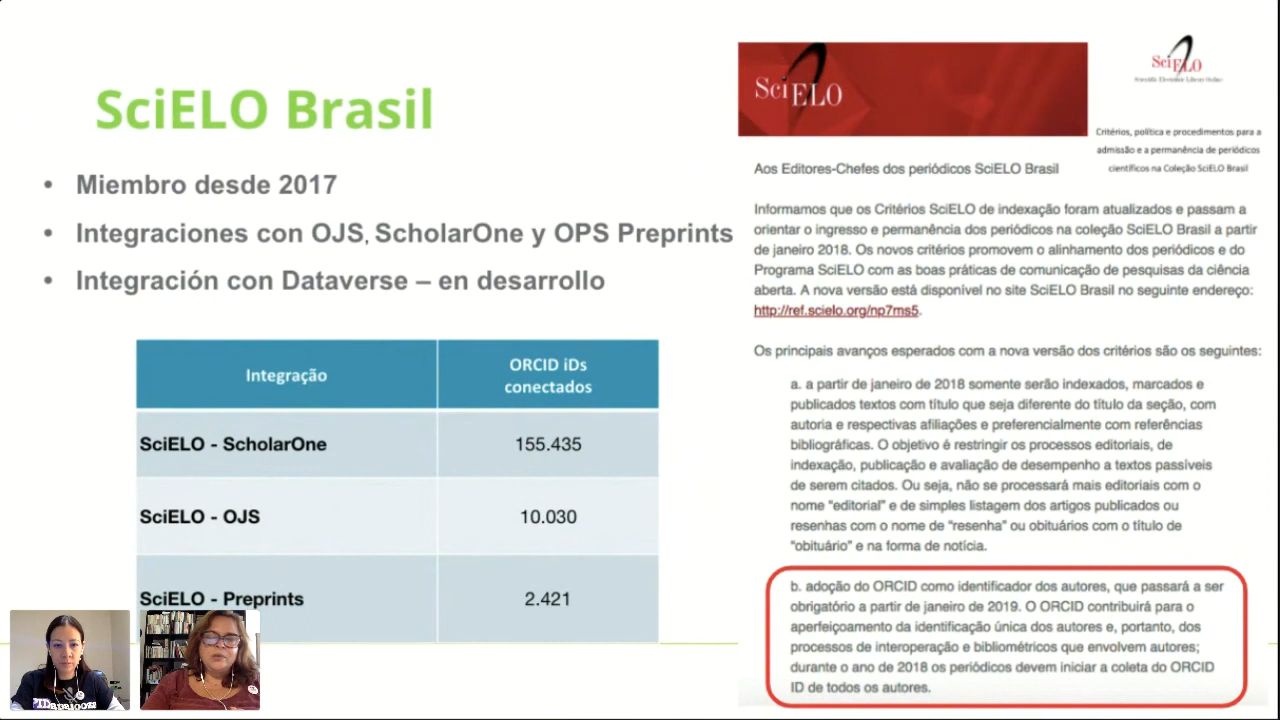 SciELO Brasil
• Miembro desde 2017
• Integraciones con OJS, ScholarOne y OPS Preprints
• Integración con Dataverse – en desarrollo
Integração
ORCID iDs
conectados
SciELO - ScholarOne
155.435
SciELO - OJS
10.030
SciELO - Preprints
2.421
SciELO
SciELO
Scientific Electronic Library Online
Critérios, política e procedimentos para a
admissão e a permanência de periódicos
científicos na Coleção SciELO Brasil
Aos Editores-Chefes dos periódicos SciELO Brasil
Informamos que os Critérios SciELO de indexação foram atualizados e passam a
orientar o ingresso e permanência dos periódicos na coleção SciELO Brasil a partir
de janeiro 2018. Os novos critérios promovem o alinhamento dos periódicos e do
Programa SciELO com as boas práticas de comunicação de pesquisas da ciência
aberta. A nova versão está disponível no site SciELO Brasil no seguinte endereço:
http://ref.scielo.org/np7ms5.
Os principais avanços esperados com a nova versão dos critérios são os seguintes:
a. a partir de janeiro de 2018 somente serão indexados, marcados e
publicados textos com título que seja diferente do título da seção, com
autoria e respectivas afiliações e preferencialmente com referências
bibliográficas. O objetivo é restringir os processos editoriais, de
indexação, publicação e avaliação de desempenho a textos passíveis
de serem citados. Ou seja, não se processará mais editoriais com o
nome “editorial” e de simples listagem dos artigos publicados ou
resenhas com o nome de “resenha” ou obituários com o título de
“obituário” e na forma de notícia.
b. adoção do ORCID como identificador dos autores, que passará a ser
obrigatório a partir de janeiro de 2019. O ORCID contribuirá para o
aperfeiçoamento da identificação única dos autores e, portanto, dos
processos de interoperação e bibliométricos que envolvem autores;
durante o ano de 2018 os periódicos devem iniciar a coleta do ORCID
ID de todos os autores.